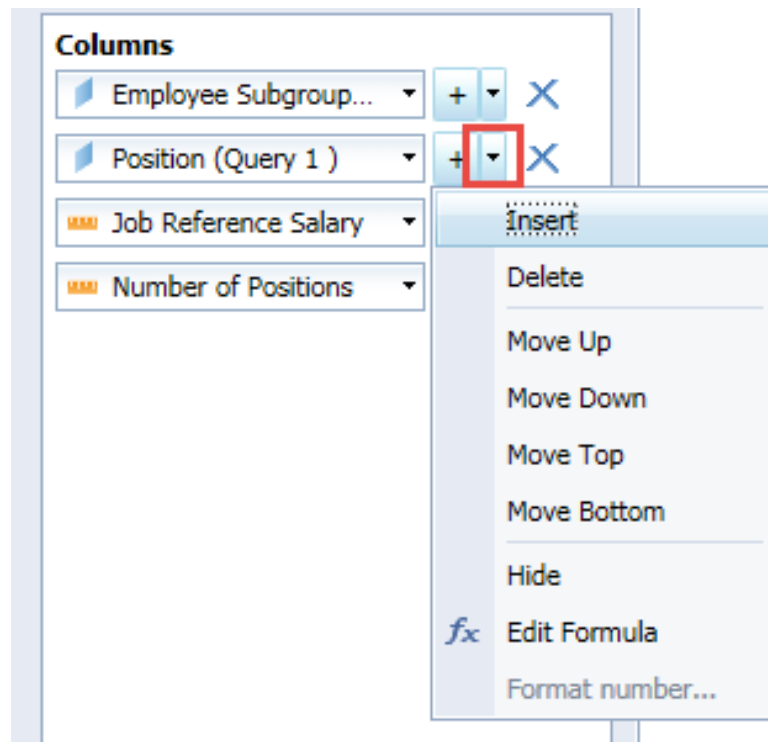 Columns
Employee Subgroup...
+
Position (Query 1 )
+
Job Reference Salary
Number of Positions
Insert
Delete
Move Up
Move Down
Move Top
Move Bottom
Hide
fx Edit Formula
Format number...